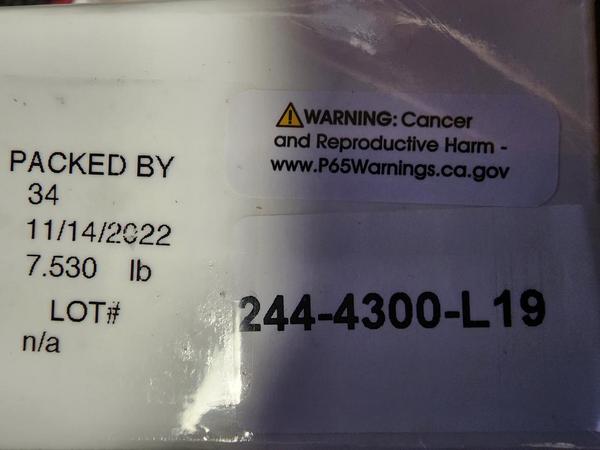 WARNING: Cancer
and Reproductive Harm -
www.P65Warnings.ca.gov
PACKED BY
34
11/14/2022
7.530 lb
LOT#
n/a
244-4300-L19